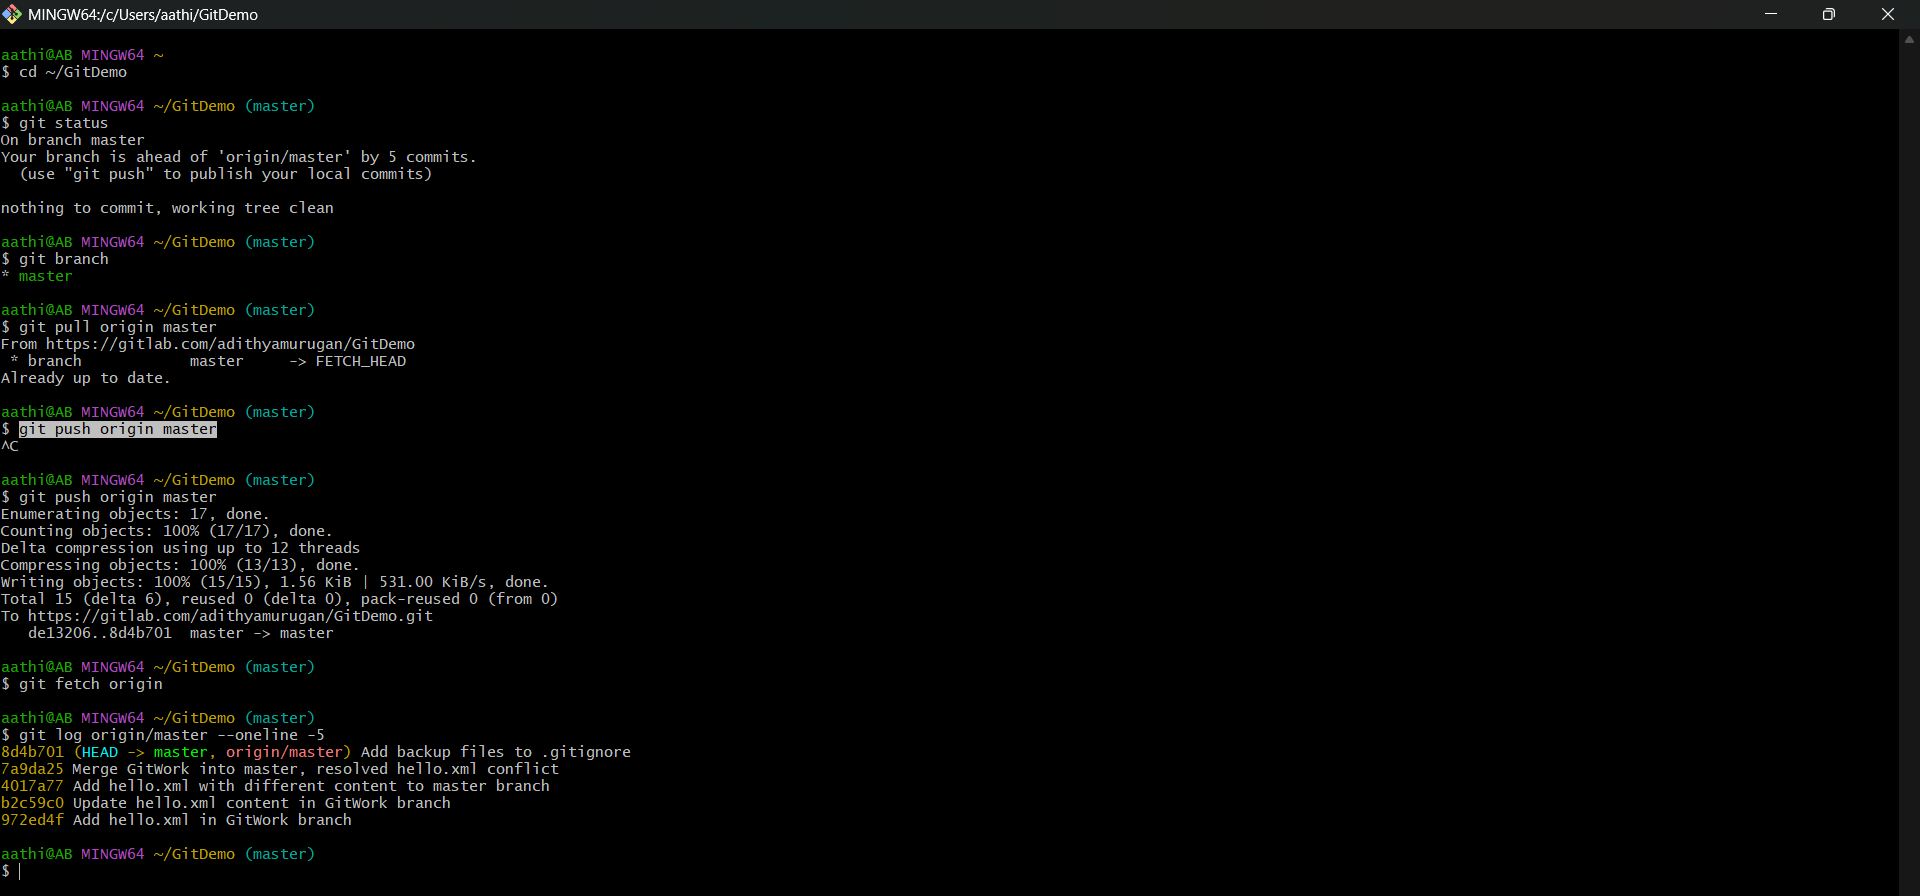 MINGW64:/c/Users/aathi/GitDemo
aathi@AB MINGW64 ~
$ cd ~/GitDemo
aathi@AB MINGW64 ~/GitDemo (master)
$ git status
On branch master
Your branch is ahead of 'origin/master' by 5 commits.
  (use "git push" to publish your local commits)
nothing to commit, working tree clean
aathi@AB MINGW64 ~/GitDemo (master)
$ git branch
* master
aathi@AB MINGW64 ~/GitDemo (master)
$ git pull origin master
From https://gitlab.com/adithyamurugan/GitDemo
 * branch            master     -> FETCH_HEAD
Already up to date.
aathi@AB MINGW64 ~/GitDemo (master)
$ git push origin master
^C
aathi@AB MINGW64 ~/GitDemo (master)
$ git push origin master
Enumerating objects: 17, done.
Counting objects: 100% (17/17), done.
Delta compression using up to 12 threads
Compressing objects: 100% (13/13), done.
Writing objects: 100% (15/15), 1.56 KiB | 531.00 KiB/s, done.
Total 15 (delta 6), reused 0 (delta 0), pack-reused 0 (from 0)
To https://gitlab.com/adithyamurugan/GitDemo.git
   de13206..8d4b701  master -> master
aathi@AB MINGW64 ~/GitDemo (master)
$ git fetch origin
aathi@AB MINGW64 ~/GitDemo (master)
$ git log origin/master --oneline -5
8d4b701 (HEAD -> master, origin/master) Add backup files to .gitignore
7a9da25 Merge GitWork into master, resolved hello.xml conflict
4017a77 Add hello.xml with different content to master branch
b2c59c0 Update hello.xml content in GitWork branch
972ed4f Add hello.xml in GitWork branch
aathi@AB MINGW64 ~/GitDemo (master)
$